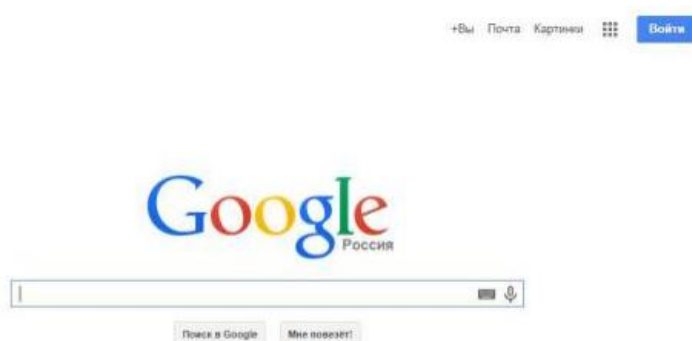 +Вы Почта Картинки Войти
Google
Россия
Поиск в Google Мне повезёт!